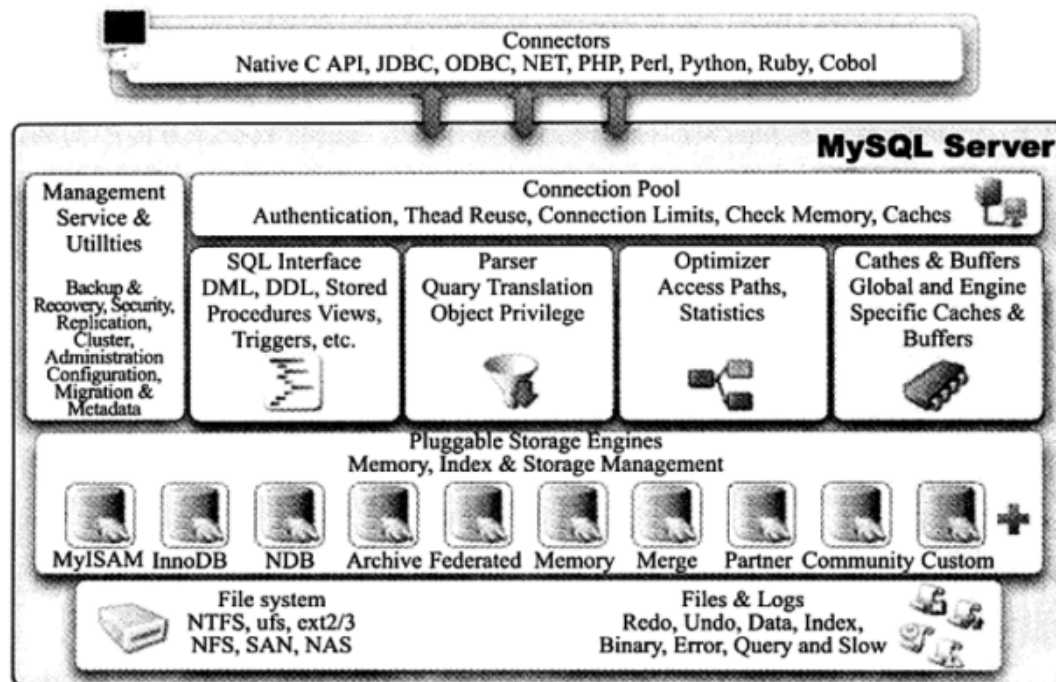 Connectors
Native C API, JDBC, ODBC, NET, PHP, Perl, Python, Ruby, Cobol
MySQL Server
Management
Service &
Utillties
Backup &
Recovery, Security,
Replication,
Cluster,
Administration
Configuration,
Migration &
Metadata
Connection Pool
Authentication, Thead Reuse, Connection Limits, Check Memory, Caches
SQL Interface
DML, DDL, Stored
Procedures Views,
Triggers, etc.
Parser
Quary Translation
Object Privilege
Optimizer
Access Paths,
Statistics
Cathes & Buffers
Global and Engine
Specific Caches &
Buffers
Pluggable Storage Engines
Memory, Index & Storage Management
MyISAM InnoDB NDB Archive Federated Memory Merge Partner Community Custom
File system
NTFS, ufs, ext2/3
NFS, SAN, NAS
Files & Logs
Redo, Undo, Data, Index,
Binary, Error, Query and Slow